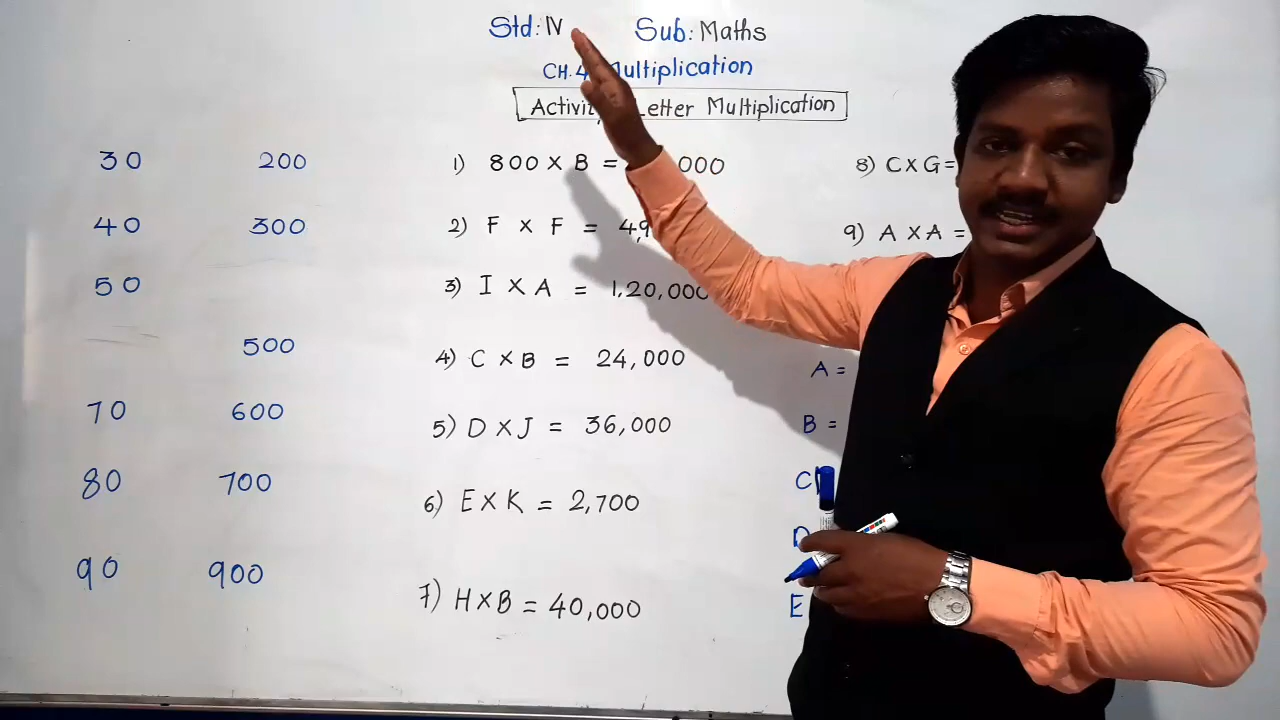 Std: IV Sub: Maths
CH. 4 Multiplication
Letter Multiplication
30 200
40 300
50
500
70 600
80 700
90 900
1) 800 X B =
2) F X F =
3) I X A = 1,20,000
4) C X B = 24,000
5) D X J = 36,000
6) E X K = 2,700
7) H X B = 40,000
8) C X G =
9) A X A =
A =
B =
C
D
E